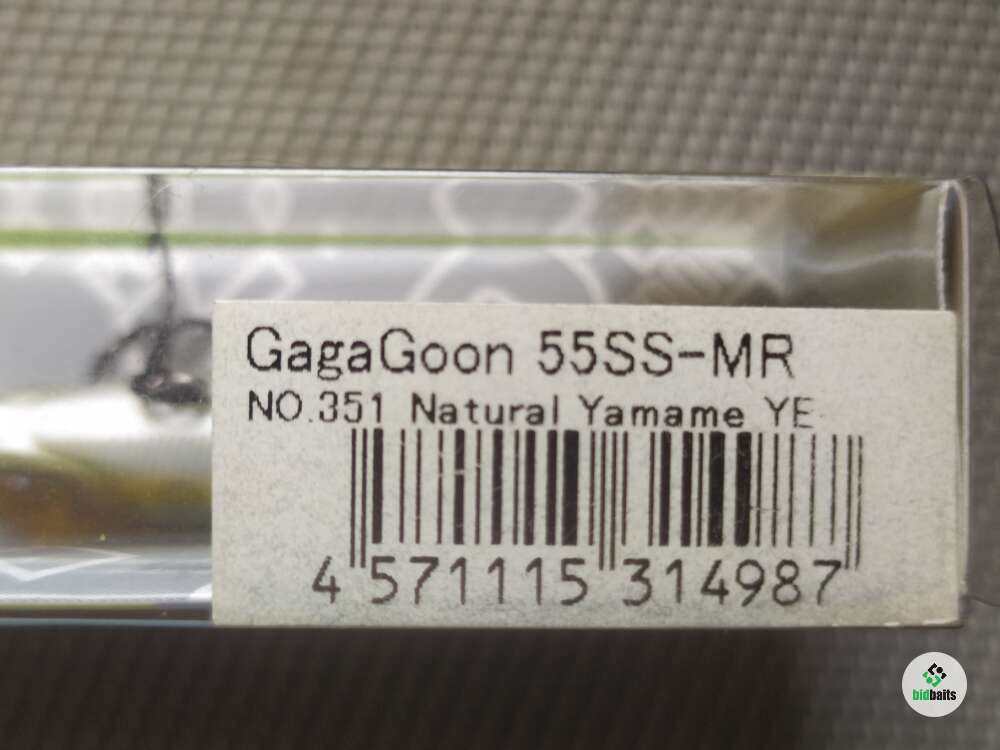 GagaGoon 55SS-MR
NO.351 Natural Yamame YE
4 571115 314987
bidbaits